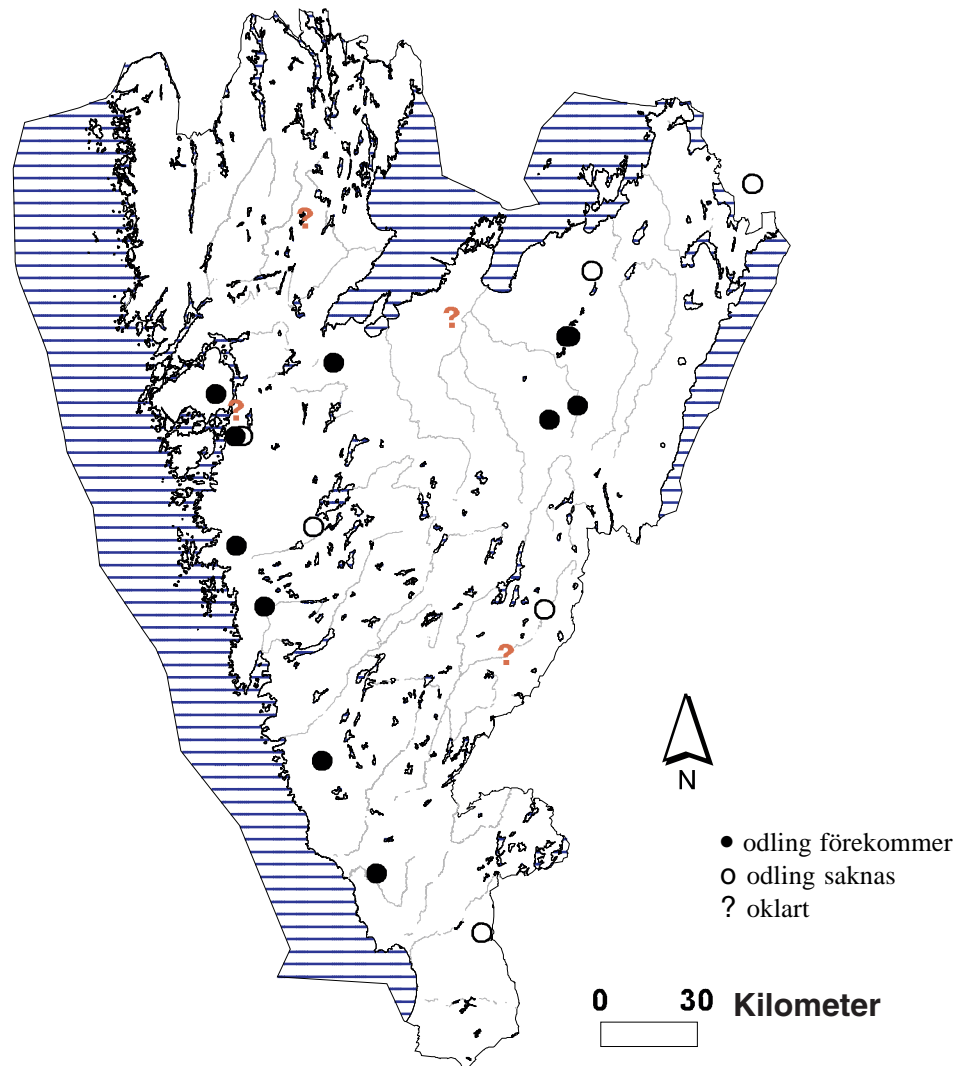 ?
?
?
?
N
● odling förekommer
o odling saknas
? oklart
0 30 Kilometer